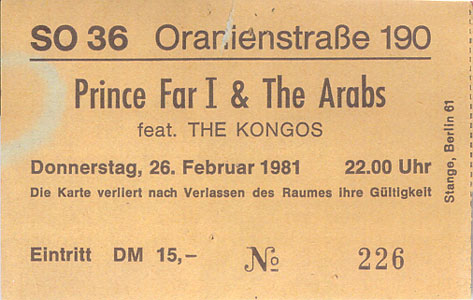 SO 36 Oranienstraße 190
Prince Far I & The Arabs
feat. THE KONGOS
Donnerstag, 26. Februar 1981 22.00 Uhr
Die Karte verliert nach Verlassen des Raumes ihre Gültigkeit
Eintritt DM 15,– № 226
Stange, Berlin 61